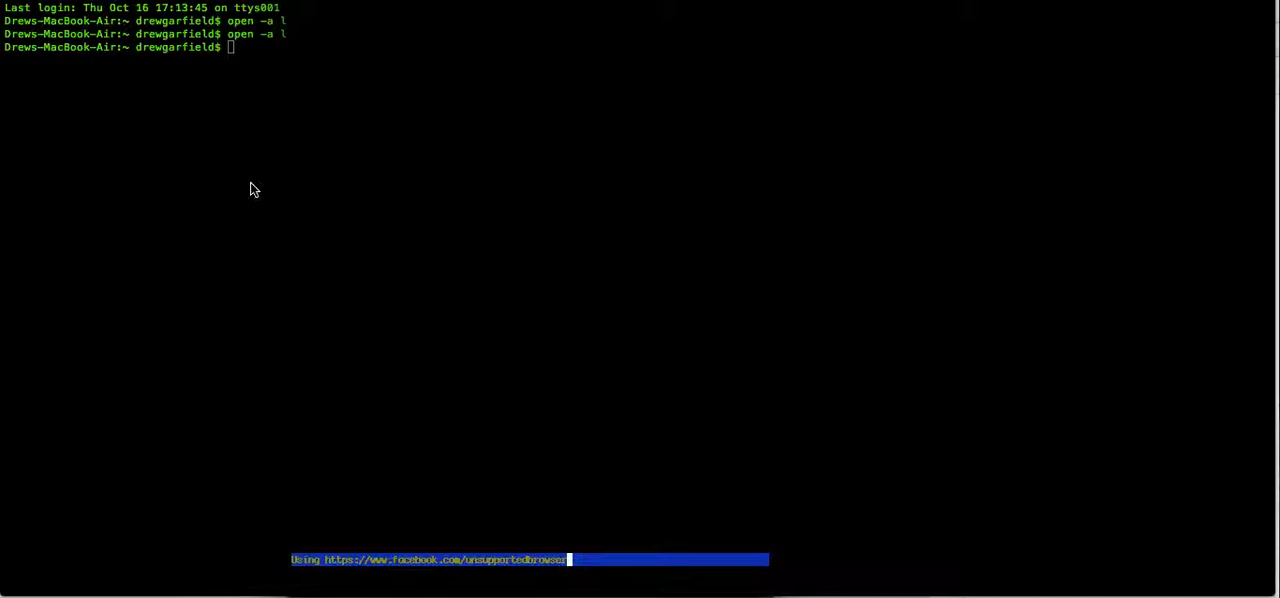 Last login: Thu Oct 16 17:13:45 on ttys001
Drews-MacBook-Air:~ drewgarfield$ open -a l
Drews-MacBook-Air:~ drewgarfield$ open -a l
Drews-MacBook-Air:~ drewgarfield$
Using https://www.facebook.com/unsupportedbrowser